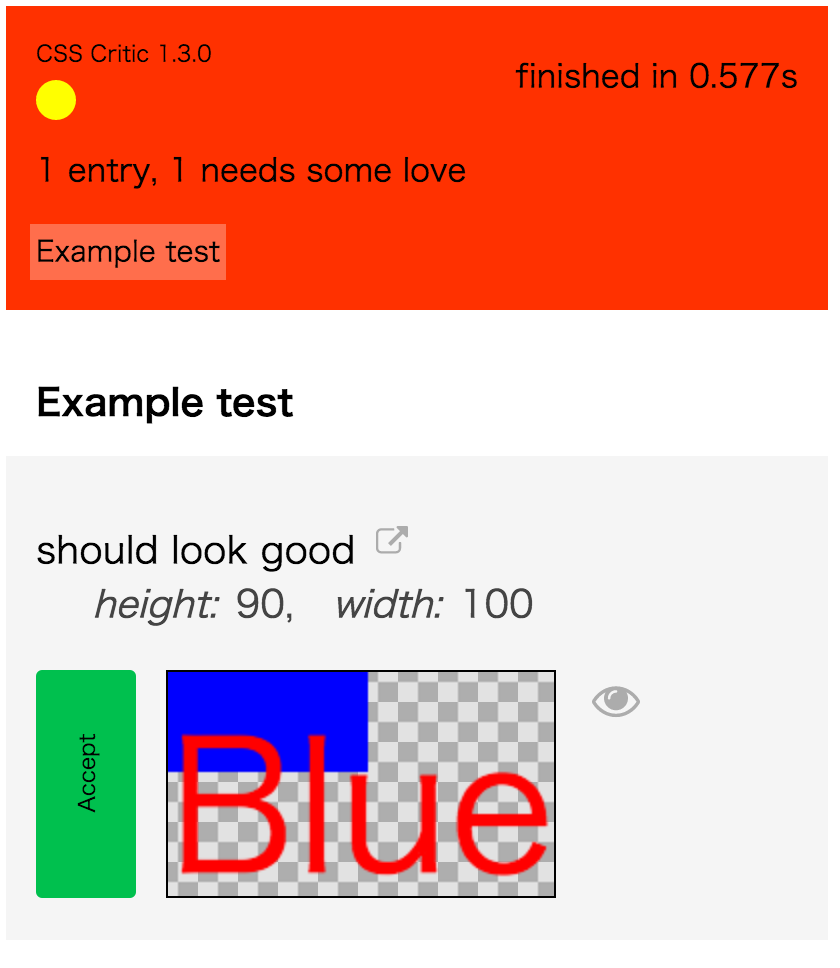 CSS Critic 1.3.0
finished in 0.577s
1 entry, 1 needs some love
Example test
Example test
should look good
height: 90, width: 100
Accept
Blue